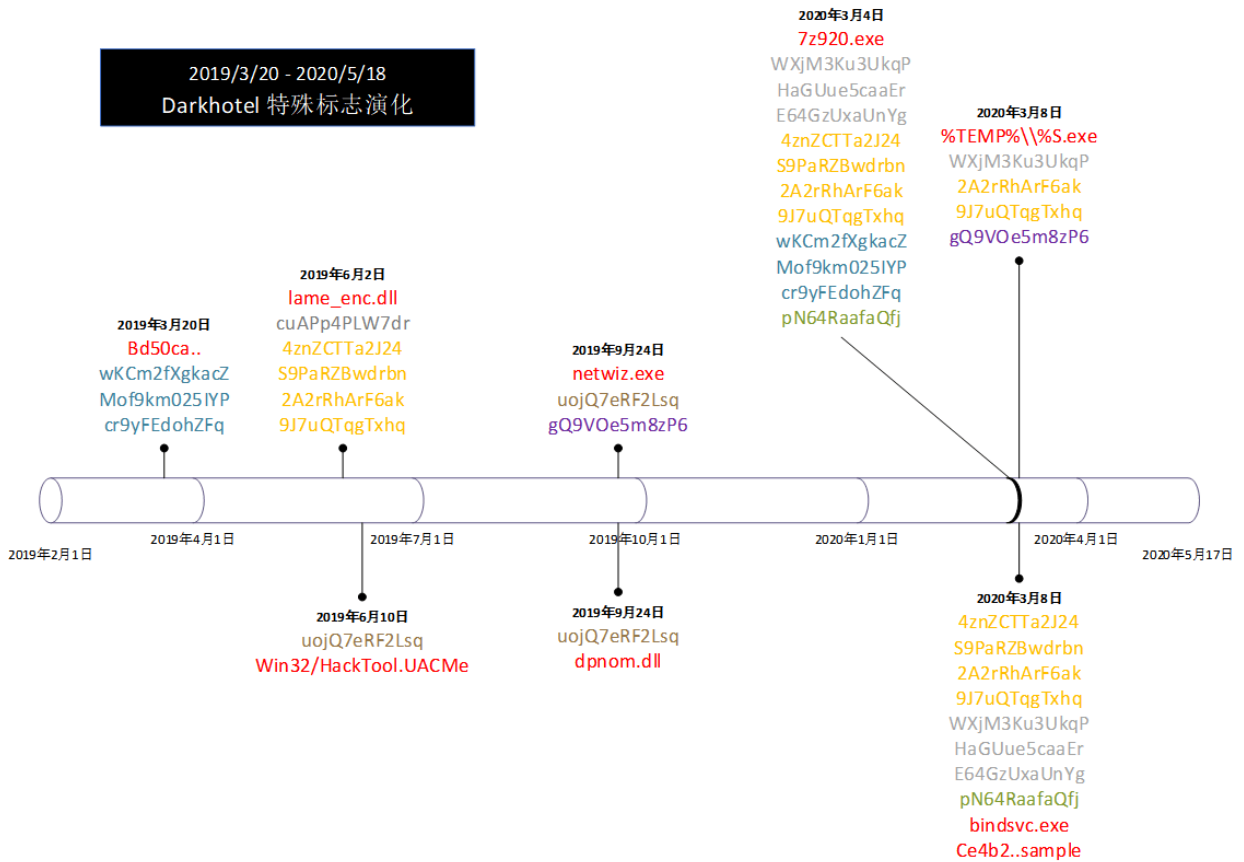 2019/3/20 - 2020/5/18
Darkhotel 特殊标志演化
2019年3月20日
Bd50ca..
wKCm2fXgkacZ
Mof9km025IYP
cr9yFEdohZFq
2019年6月2日
lame_enc.dll
cuAPp4PLW7dr
4znZCTTa2J24
S9PaRZBwdrbn
2A2rRhArF6ak
9J7uQTqgTxhq
2019年9月24日
netwiz.exe
uojQ7eRF2Lsq
gQ9VOe5m8zP6
2020年3月4日
7z920.exe
WXjM3Ku3UkqP
HaGUue5caaEr
E64GzUxaUnYg
4znZCTTa2J24
S9PaRZBwdrbn
2A2rRhArF6ak
9J7uQTqgTxhq
wKCm2fXgkacZ
Mof9km025IYP
cr9yFEdohZFq
pN64RaafaQfj
2020年3月8日
%TEMP%\\%S.exe
WXjM3Ku3UkqP
2A2rRhArF6ak
9J7uQTqgTxhq
gQ9VOe5m8zP6
2019年2月1日
2019年4月1日
2019年7月1日
2019年10月1日
2020年1月1日
2020年4月1日
2020年5月17日
2019年6月10日
uojQ7eRF2Lsq
Win32/HackTool.UACMe
2019年9月24日
uojQ7eRF2Lsq
dpnom.dll
2020年3月8日
4znZCTTa2J24
S9PaRZBwdrbn
2A2rRhArF6ak
9J7uQTqgTxhq
WXjM3Ku3UkqP
HaGUue5caaEr
E64GzUxaUnYg
pN64RaafaQfj
bindsvc.exe
Ce4b2..sample